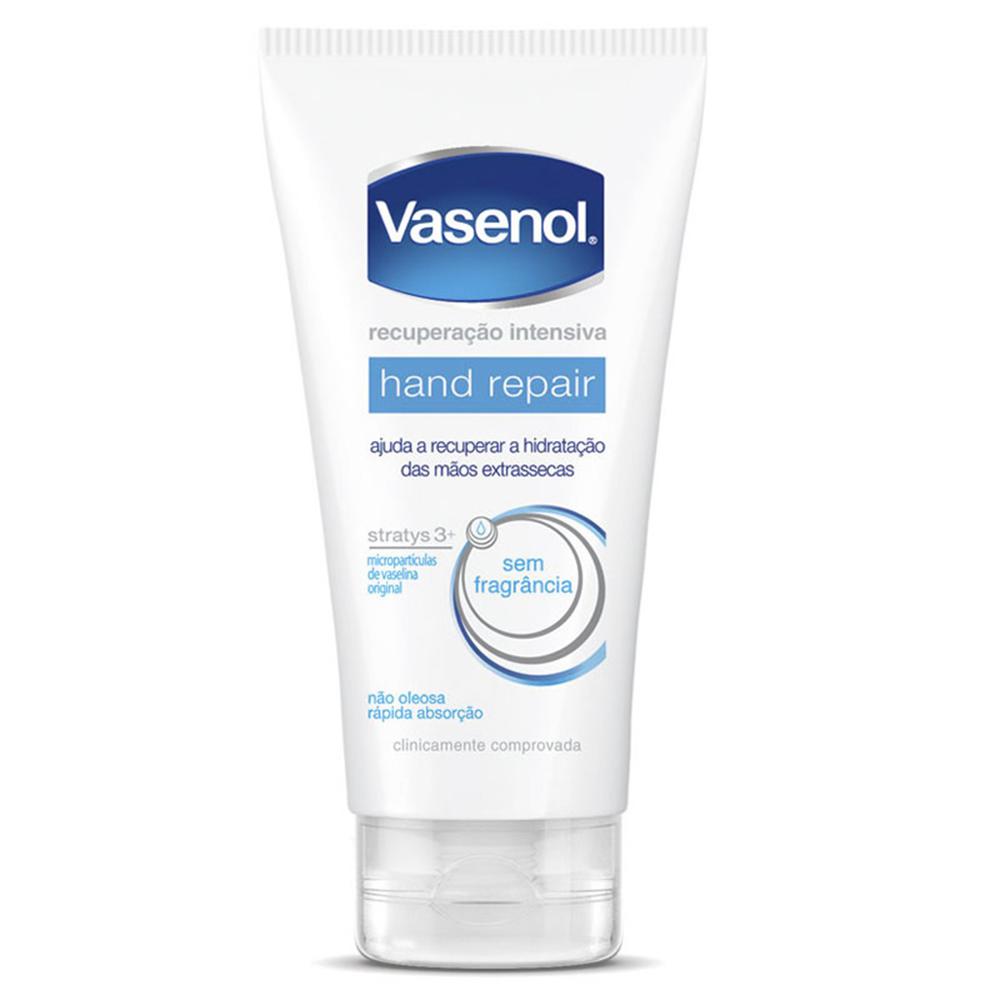 Vasenol®
recuperação intensiva
hand repair
ajuda a recuperar a hidratação
das mãos extrassecas
stratys 3+
micropartículas
de vaselina
original
sem
fragrância
não oleosa
rápida absorção
clinicamente comprovada